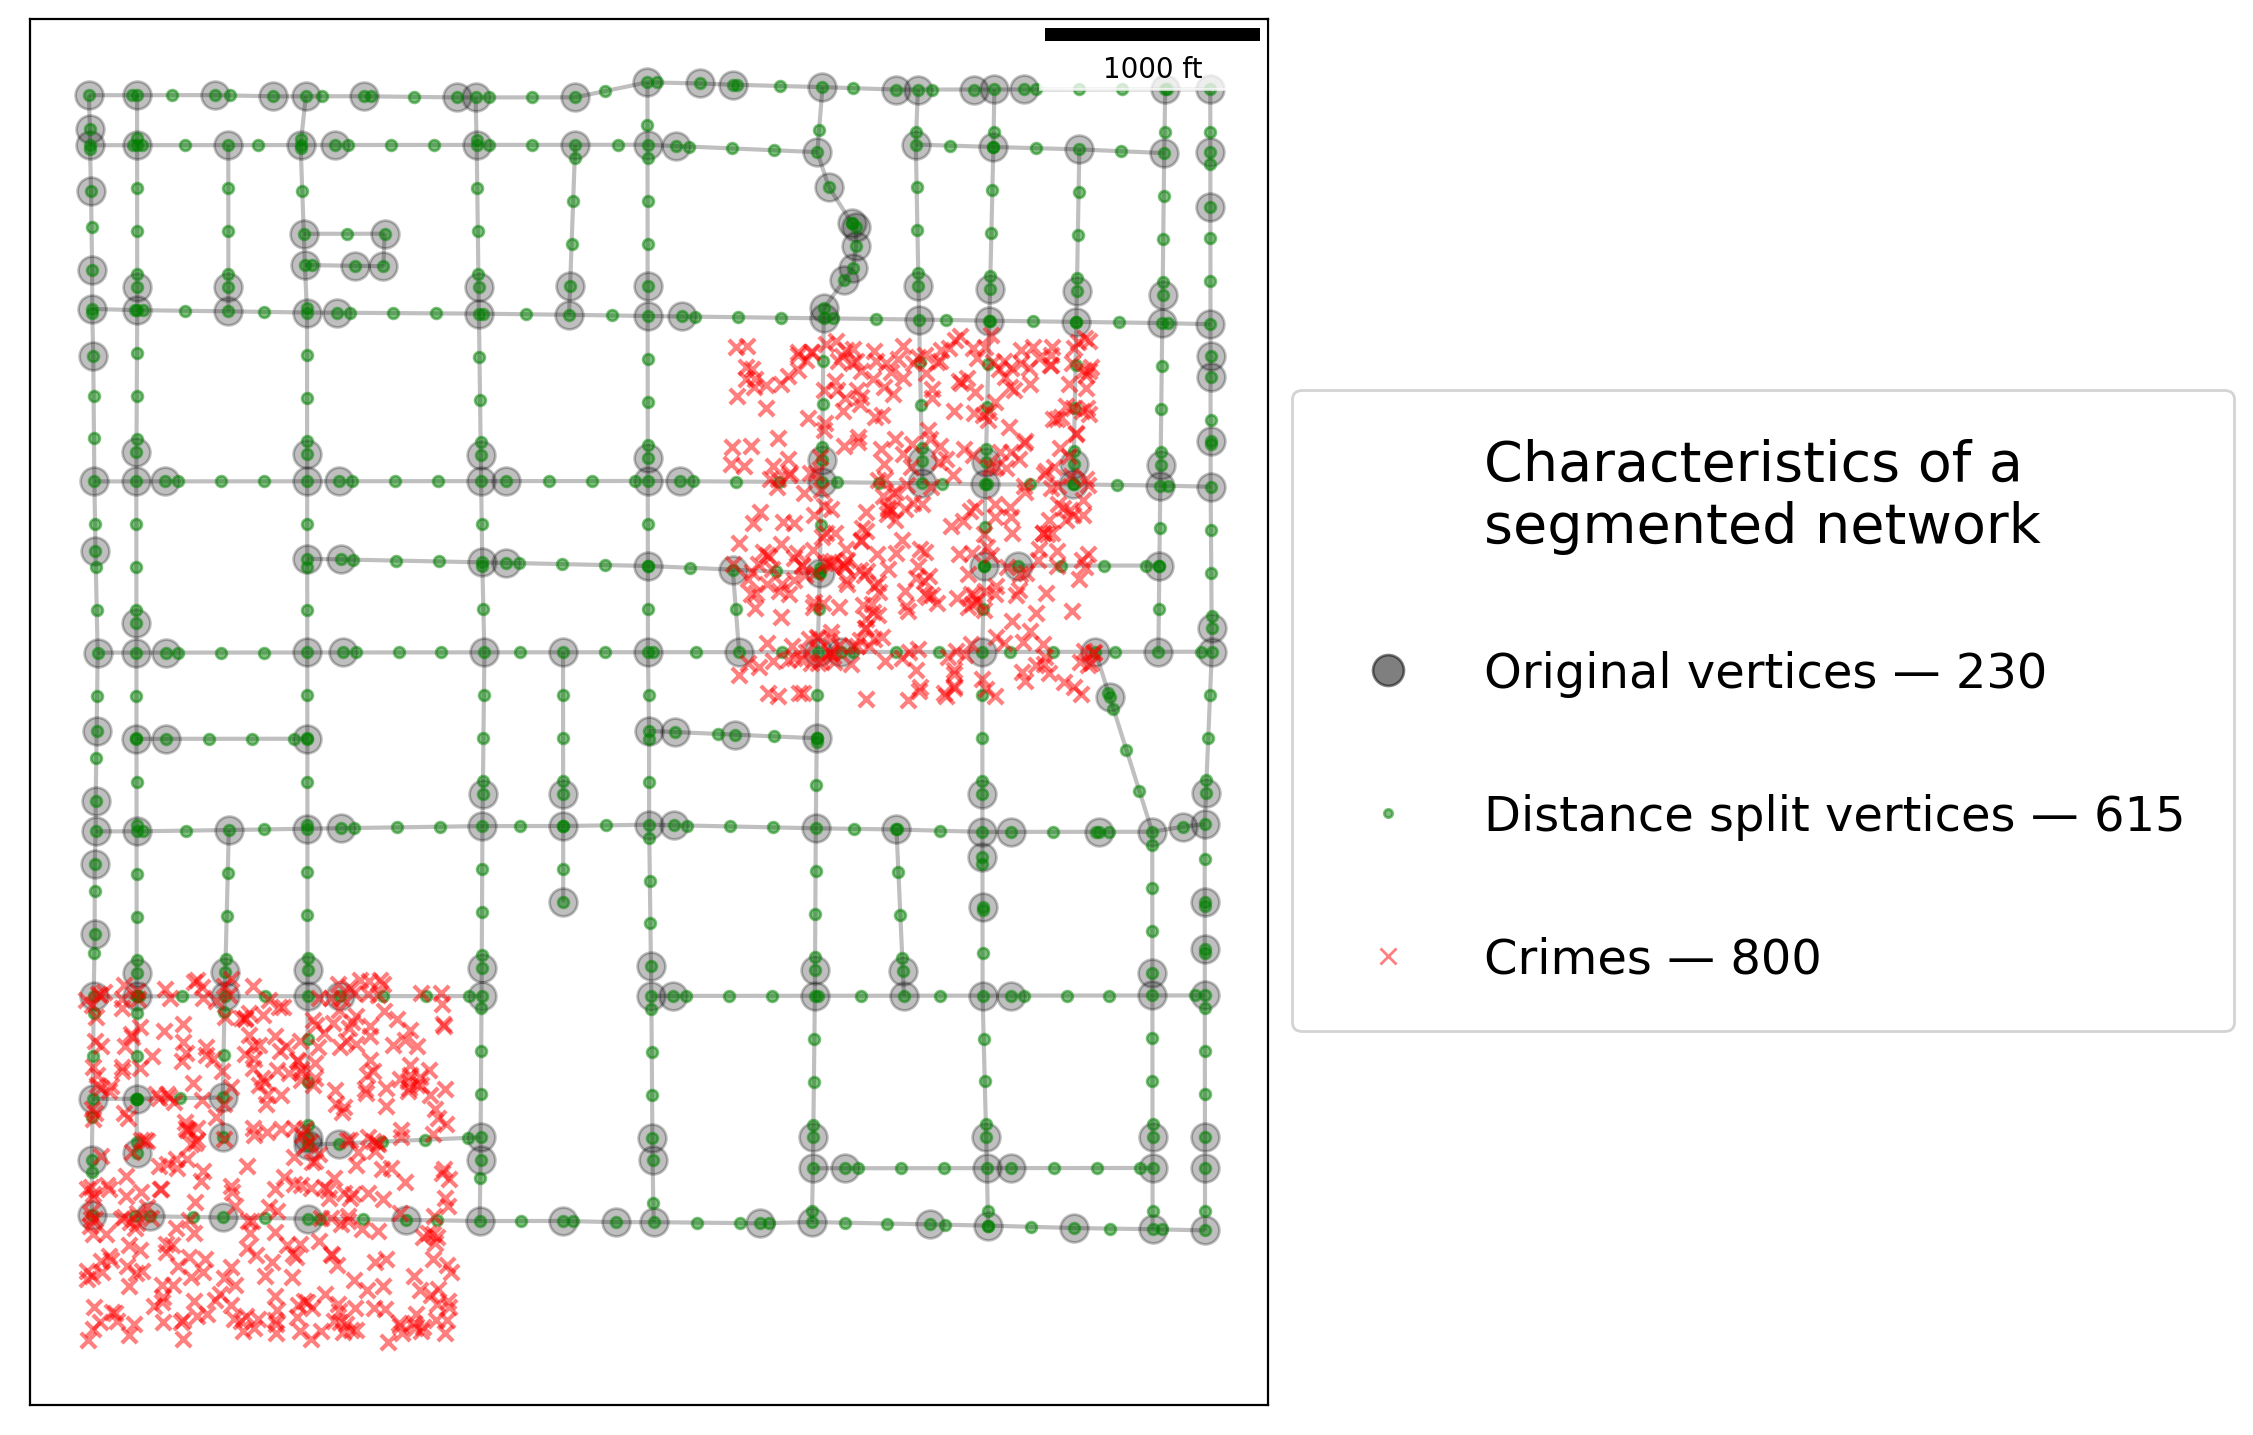 1000 ft
Characteristics of a
segmented network
Original vertices — 230
Distance split vertices — 615
Crimes — 800